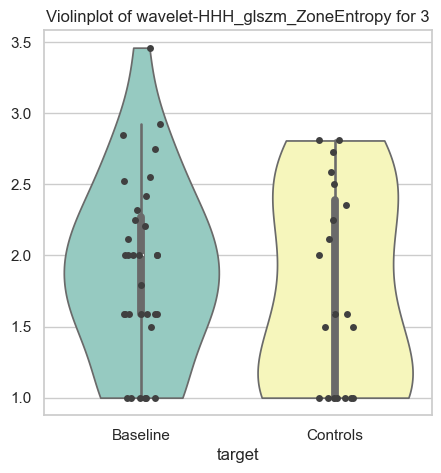 Violinplot of wavelet-HHH_glszm_ZoneEntropy for 3
3.5
3.0
2.5
2.0
1.5
1.0
Baseline
Controls
target